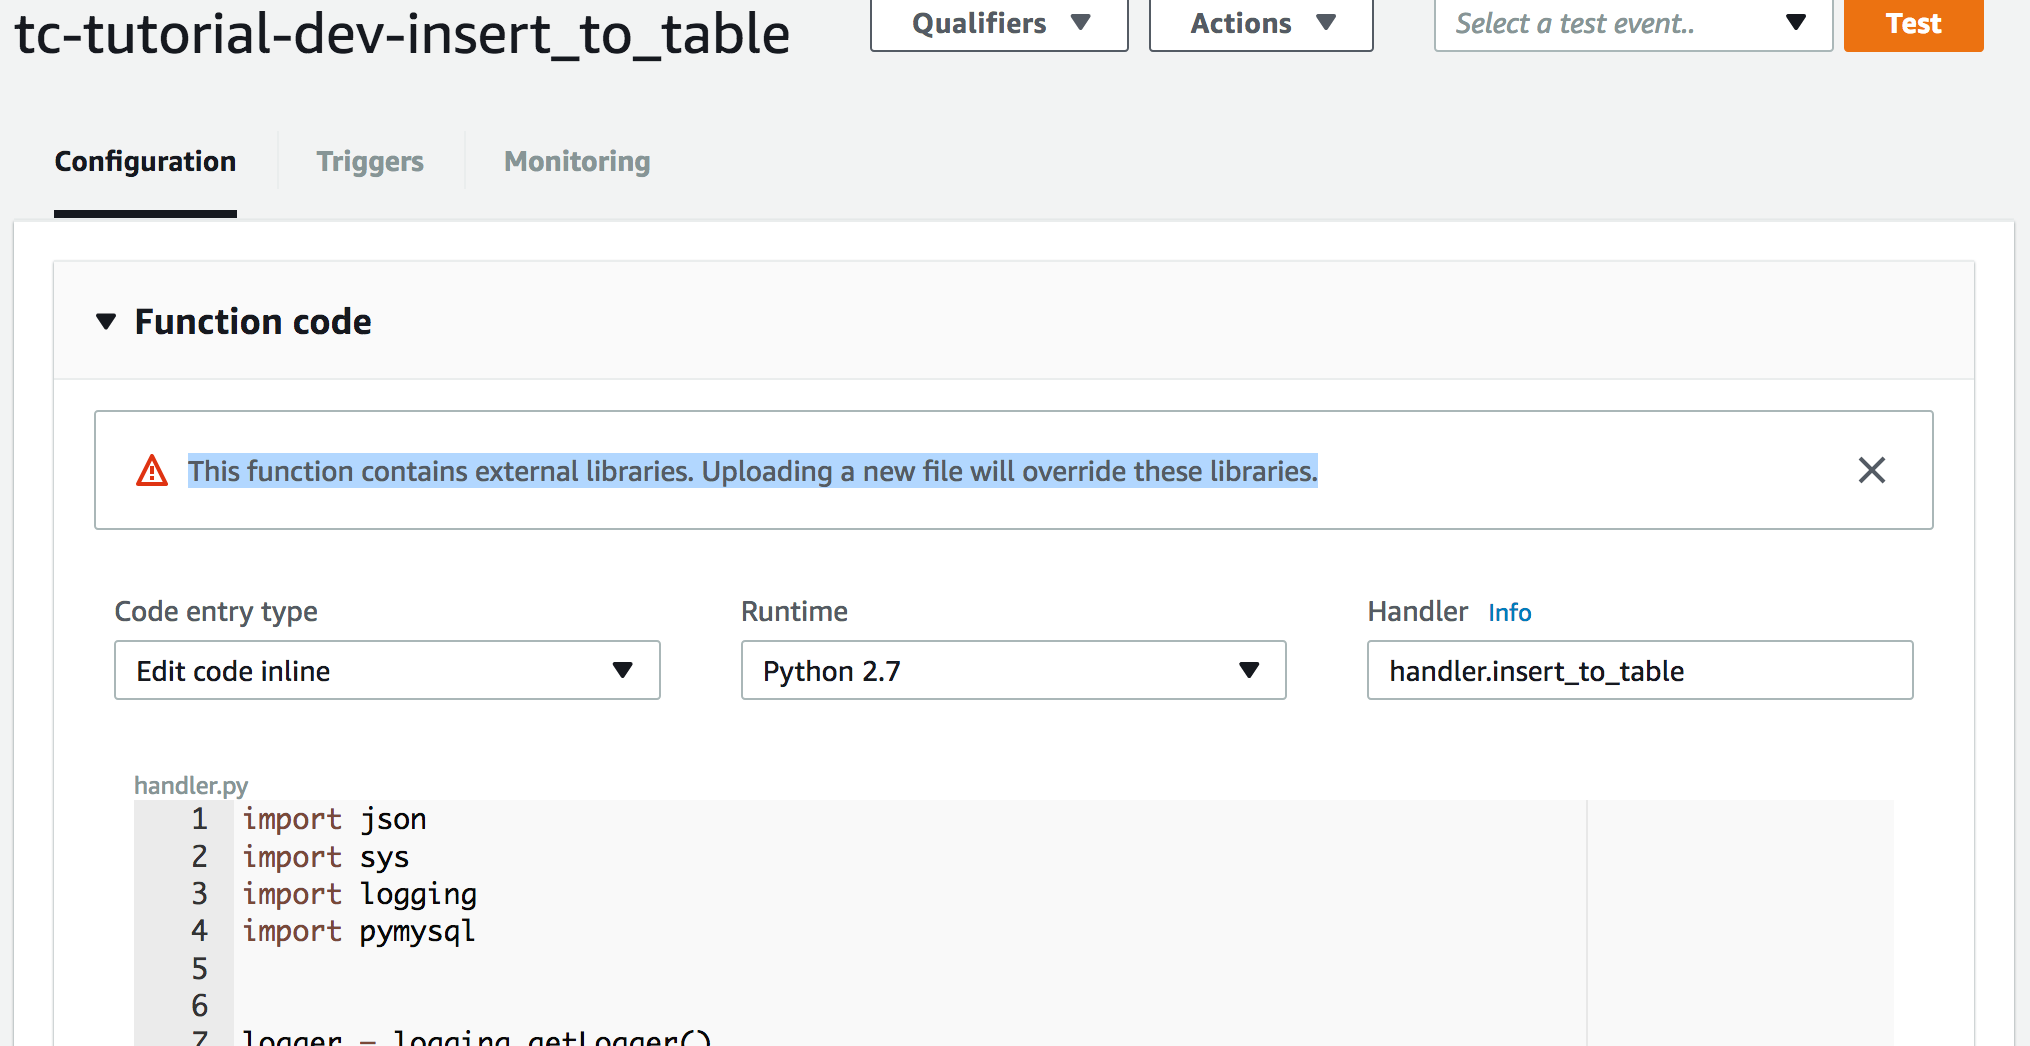 tc-tutorial-dev-insert_to_table
Qualifiers
Actions
Select a test event..
Test
Configuration
Triggers
Monitoring
Function code
This function contains external libraries. Uploading a new file will override these libraries.
Code entry type
Runtime
Handler Info
Edit code inline
Python 2.7
handler.insert_to_table
handler.py
1 import json
2 import sys
3 import logging
4 import pymysql
5
6
7 logger = logging.getLogger()